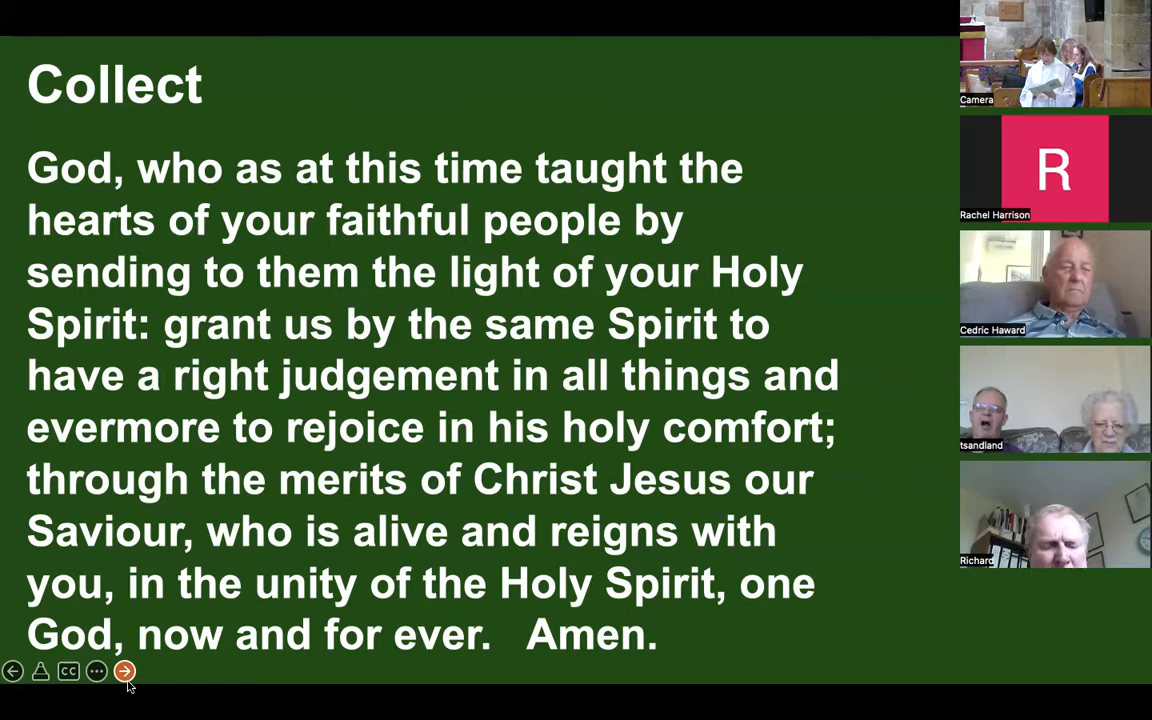 Collect
God, who as at this time taught the
hearts of your faithful people by
sending to them the light of your Holy
Spirit: grant us by the same Spirit to
have a right judgement in all things and
evermore to rejoice in his holy comfort;
through the merits of Christ Jesus our
Saviour, who is alive and reigns with
you, in the unity of the Holy Spirit, one
God, now and for ever.   Amen.
CC
Camera
R
Rachel Harrison
Cedric Haward
tsandland
Richard